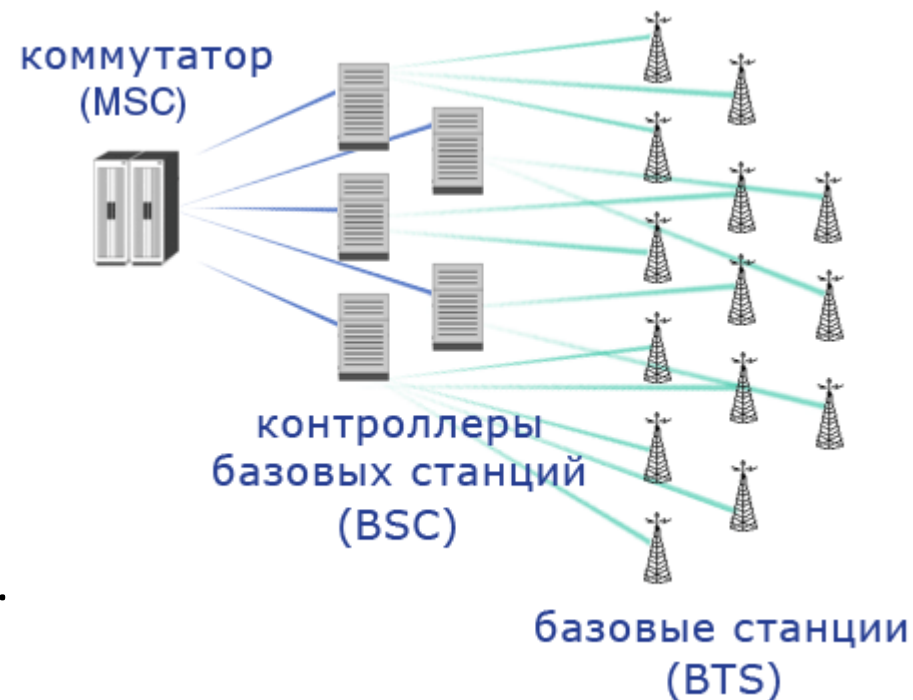 коммутатор
(MSC)
контроллеры
базовых станций
(BSC)
.
базовые станции
(BTS)